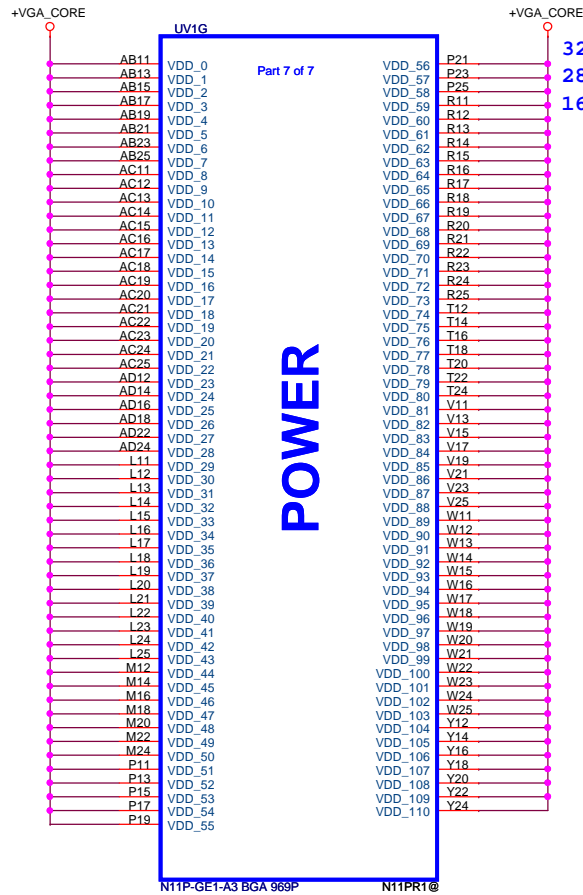 +VGA_CORE
+VGA_CORE
UV1G
Part 7 of 7
32
28
16
AB11 VDD_0
AB13 VDD_1
AB15 VDD_2
AB17 VDD_3
AB19 VDD_4
AB21 VDD_5
AB23 VDD_6
AB25 VDD_7
AC11 VDD_8
AC12 VDD_9
AC13 VDD_10
AC14 VDD_11
AC15 VDD_12
AC16 VDD_13
AC17 VDD_14
AC18 VDD_15
AC19 VDD_16
AC20 VDD_17
AC21 VDD_18
AC22 VDD_19
AC23 VDD_20
AC24 VDD_21
AC25 VDD_22
AD12 VDD_23
AD14 VDD_24
AD16 VDD_25
AD18 VDD_26
AD22 VDD_27
AD24 VDD_28
L11 VDD_29
L12 VDD_30
L13 VDD_31
L14 VDD_32
L15 VDD_33
L16 VDD_34
L17 VDD_35
L18 VDD_36
L19 VDD_37
L20 VDD_38
L21 VDD_39
L22 VDD_40
L23 VDD_41
L24 VDD_42
L25 VDD_43
M12 VDD_44
M14 VDD_45
M16 VDD_46
M18 VDD_47
M20 VDD_48
M22 VDD_49
M24 VDD_50
P11 VDD_51
P13 VDD_52
P15 VDD_53
P17 VDD_54
P19 VDD_55
POWER
VDD_56 P21
VDD_57 P23
VDD_58 P25
VDD_59 R11
VDD_60 R12
VDD_61 R13
VDD_62 R14
VDD_63 R15
VDD_64 R16
VDD_65 R17
VDD_66 R18
VDD_67 R19
VDD_68 R20
VDD_69 R21
VDD_70 R22
VDD_71 R23
VDD_72 R24
VDD_73 R25
VDD_74 T12
VDD_75 T14
VDD_76 T16
VDD_77 T18
VDD_78 T20
VDD_79 T22
VDD_80 T24
VDD_81 V11
VDD_82 V13
VDD_83 V15
VDD_84 V17
VDD_85 V19
VDD_86 V21
VDD_87 V23
VDD_88 V25
VDD_89 W11
VDD_90 W12
VDD_91 W13
VDD_92 W14
VDD_93 W15
VDD_94 W16
VDD_95 W17
VDD_96 W18
VDD_97 W19
VDD_98 W20
VDD_99 W21
VDD_100 W22
VDD_101 W23
VDD_102 W24
VDD_103 W25
VDD_104 Y12
VDD_105 Y14
VDD_106 Y16
VDD_107 Y18
VDD_108 Y20
VDD_109 Y22
VDD_110 Y24
N11P-GE1-A3 BGA 969P
N11PR1@